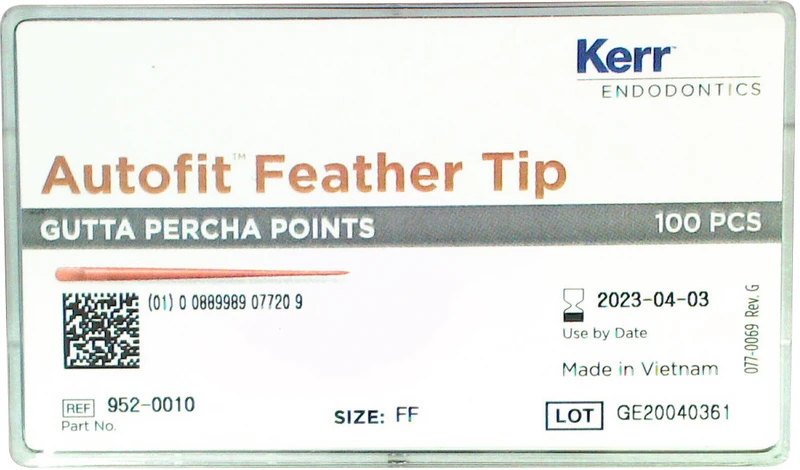 Kerr™
ENDODONTICS
Autofit™ Feather Tip
GUTTA PERCHA POINTS 100 PCS
(01) 0 0889989 07720 9
2023-04-03
Use by Date
077-0069 Rev. G
Made in Vietnam
REF 952-0010
Part No.
SIZE: FF
LOT GE20040361